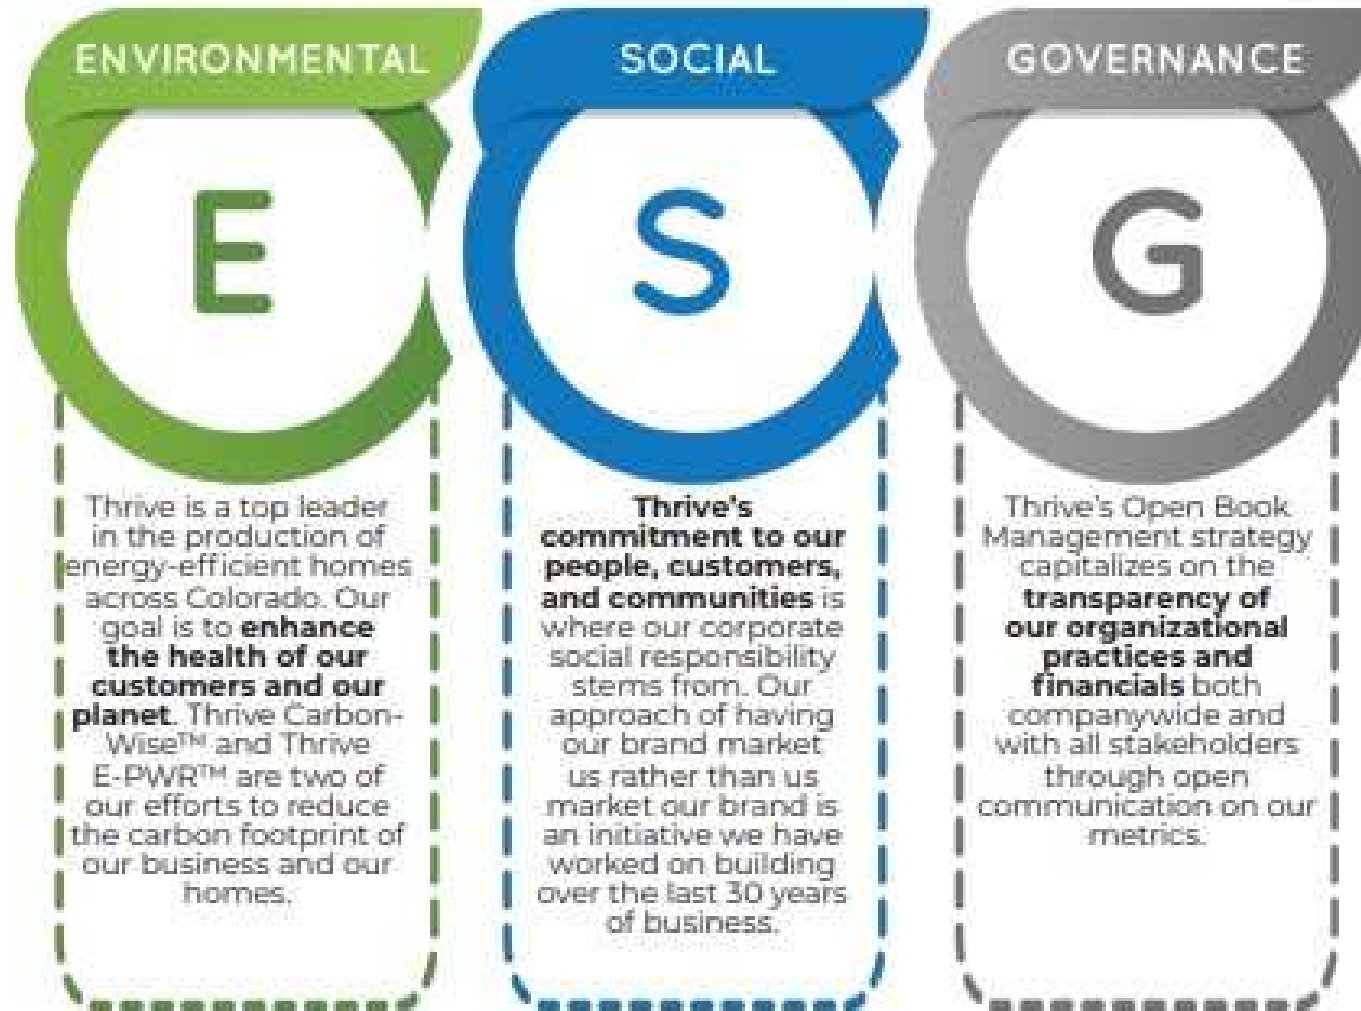 ENVIRONMENTAL
E
Thrive is a top leader
in the production of
energy-efficient homes
across Colorado. Our
goal is to enhance
the health of our
customers and our
planet. Thrive Carbon-
Wise™ and Thrive
E-PWR™ are two of
our efforts to reduce
the carbon footprint of
our business and our
homes.
SOCIAL
S
Thrive's
commitment to our
people, customers,
and communities is
where our corporate
social responsibility
stems from. Our
approach of having
our brand market
us rather than us
market our brand is
an initiative we have
worked on building
over the last 30 years
of business.
GOVERNANCE
G
Thrive's Open Book
Management strategy
capitalizes on the
transparency of
our organizational
practices and
financials both
companywide and
with all stakeholders
through open
communication on our
metrics.